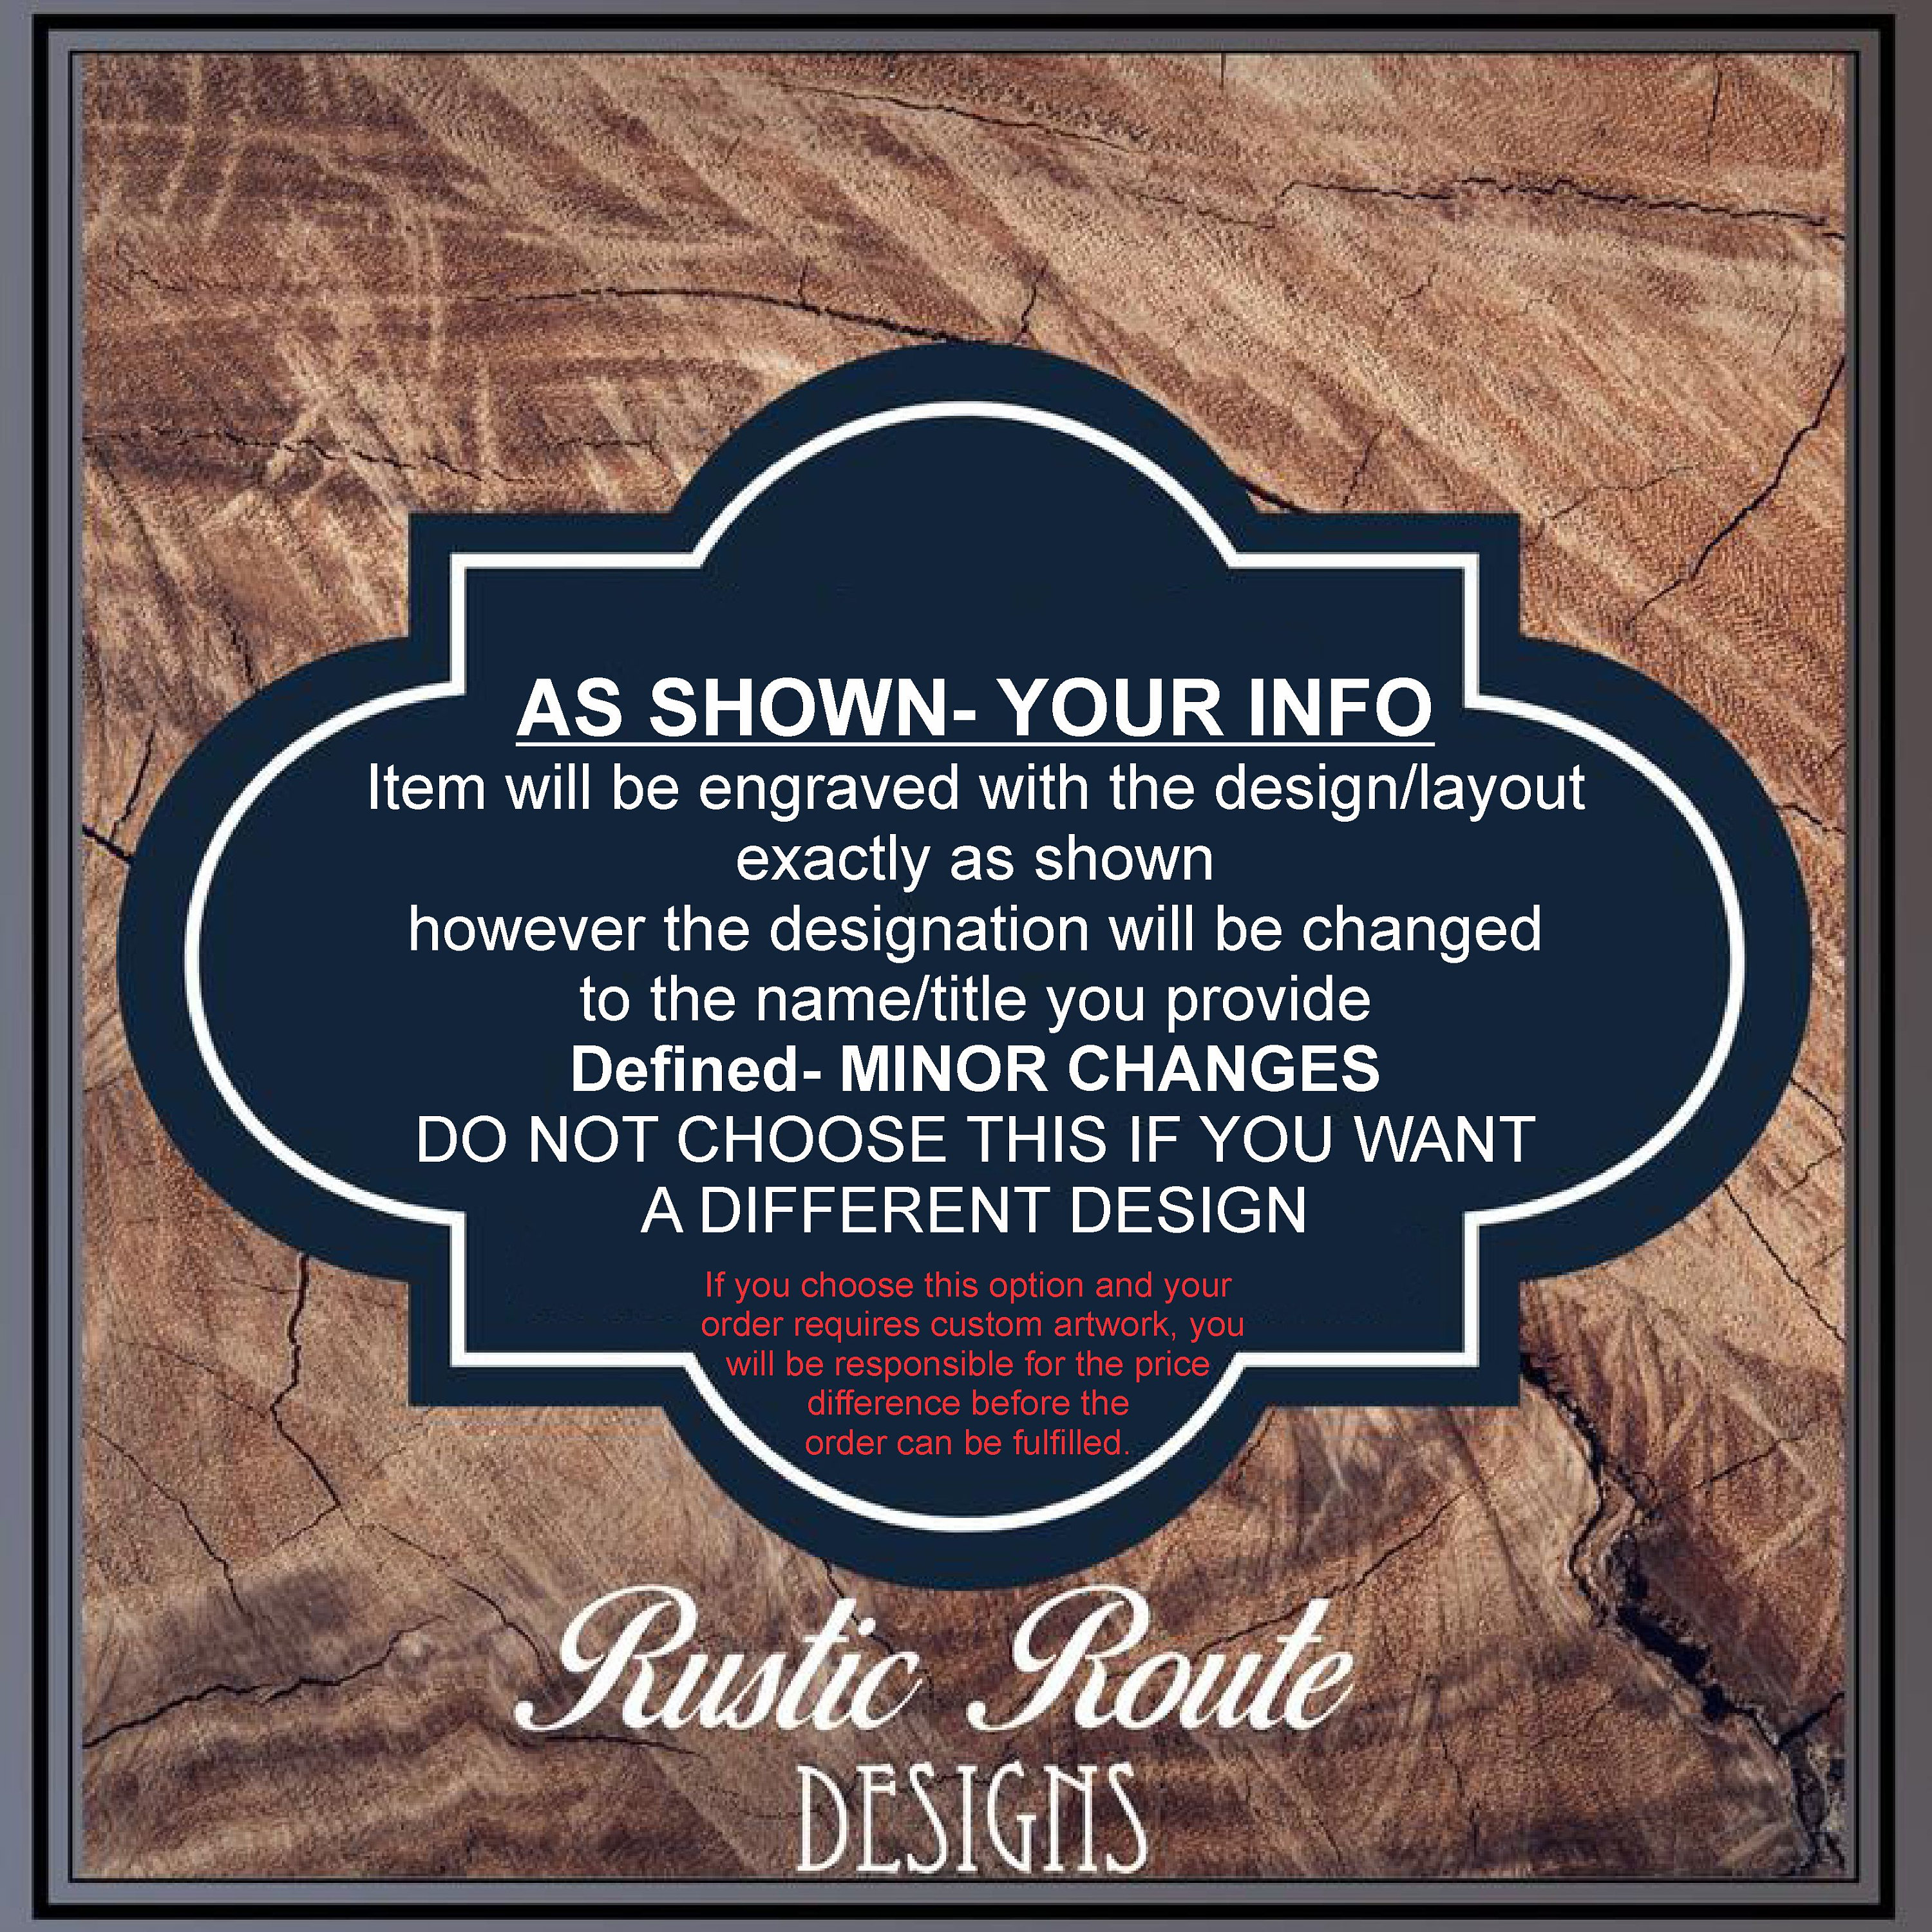 AS SHOWN- YOUR INFO
Item will be engraved with the design/layout
exactly as shown
however the designation will be changed
to the name/title you provide
Defined- MINOR CHANGES
DO NOT CHOOSE THIS IF YOU WANT
A DIFFERENT DESIGN
If you choose this option and your
order requires custom artwork, you
will be responsible for the price
difference before the
order can be fulfilled.
Rustic Route
DESIGNS